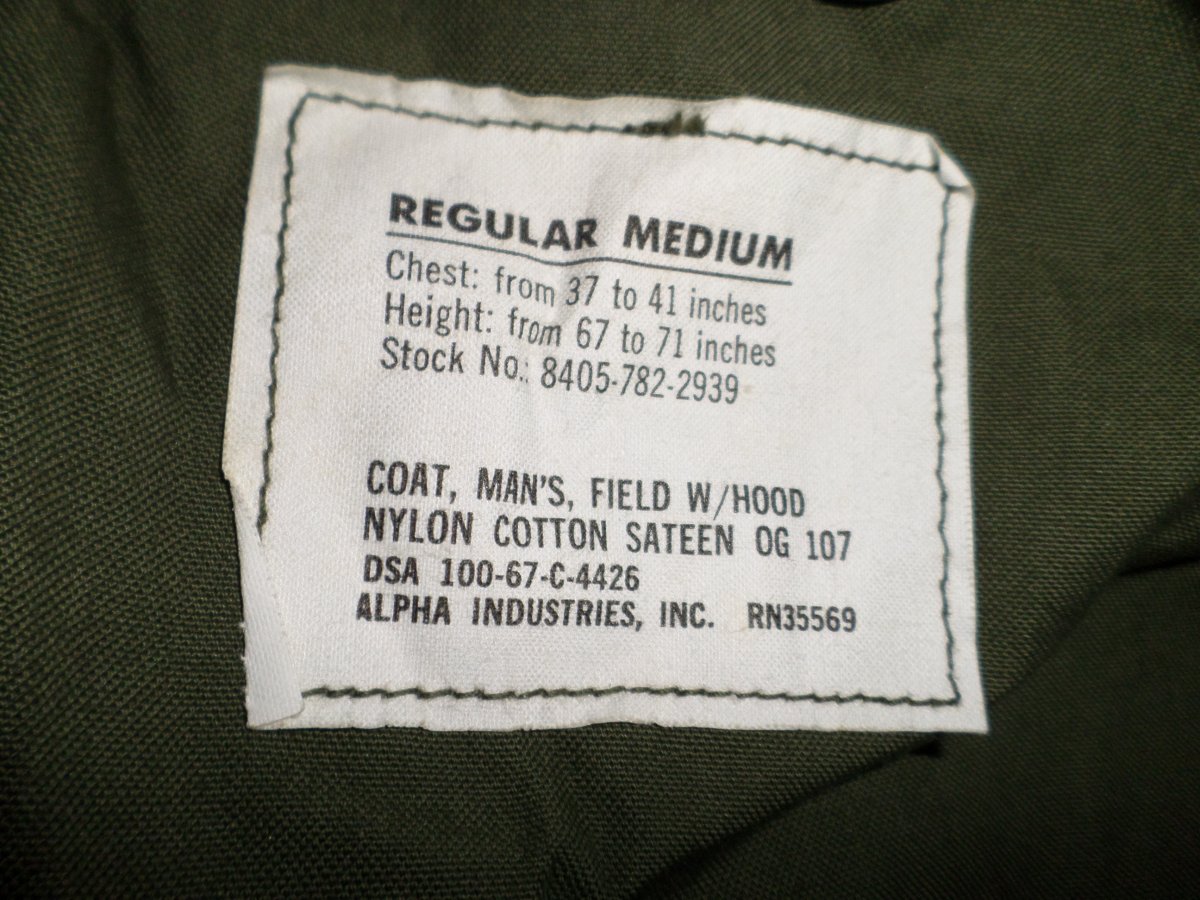 REGULAR MEDIUM
Chest: from 37 to 41 inches
Height: from 67 to 71 inches
Stock No.: 8405-782-2939
COAT, MAN'S, FIELD W/HOOD
NYLON COTTON SATEEN OG 107
DSA 100-67-C-4426
ALPHA INDUSTRIES, INC. RN35569